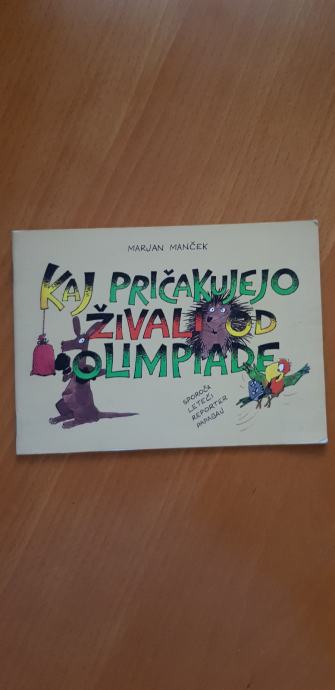 MARJAN MANČEK
KAJ PRIČAKUJEJO
ŽIVALI OD
OLIMPIADE
SPOROČA
LETEČI
REPORTER
PAPAGAJ